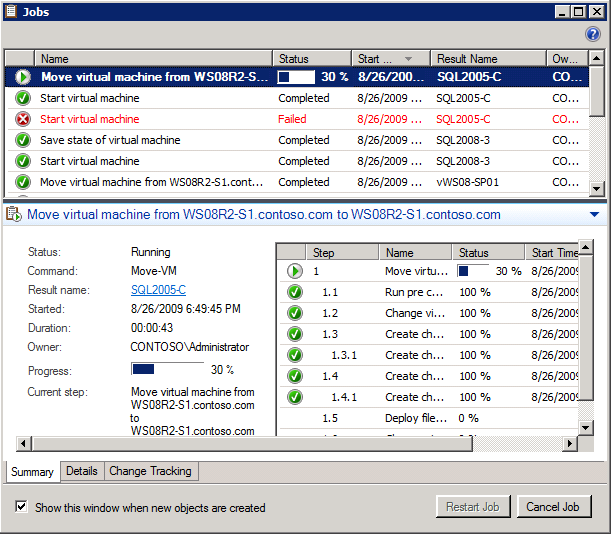 Jobs
Name Status Start ... Result Name Ow...
Move virtual machine from WS08R2-S... 30 % 8/26/200... SQL2005-C CO...
Start virtual machine Completed 8/26/2009 ... SQL2005-C CO...
Start virtual machine Failed 8/26/2009 ... SQL2005-C CO...
Save state of virtual machine Completed 8/26/2009 ... SQL2008-3 CO...
Start virtual machine Completed 8/26/2009 ... SQL2008-3 CO...
Move virtual machine from WS08R2-S1.cont... Completed 8/26/2009 ... vWS08-SP01 CO...
Move virtual machine from WS08R2-S1.contoso.com to WS08R2-S1.contoso.com
Status: Running
Command: Move-VM
Result name: SQL2005-C
Started: 8/26/2009 6:49:45 PM
Duration: 00:00:43
Owner: CONTOSO\Administrator
Progress: 30 %
Current step: Move virtual machine from
WS08R2-S1.contoso.com
to
WS08R2-S1.contoso.com
Step Name Status Start Time
1 Move virtu... 30 % 8/26/2009
1.1 Run pre c... 100 % 8/26/2009
1.2 Change vi... 100 % 8/26/2009
1.3 Create ch... 100 % 8/26/2009
1.3.1 Create ch... 100 % 8/26/2009
1.4 Create ch... 100 % 8/26/2009
1.4.1 Create ch... 100 % 8/26/2009
1.5 Deploy file... 0 %
Summary Details Change Tracking
Show this window when new objects are created
Restart Job Cancel Job